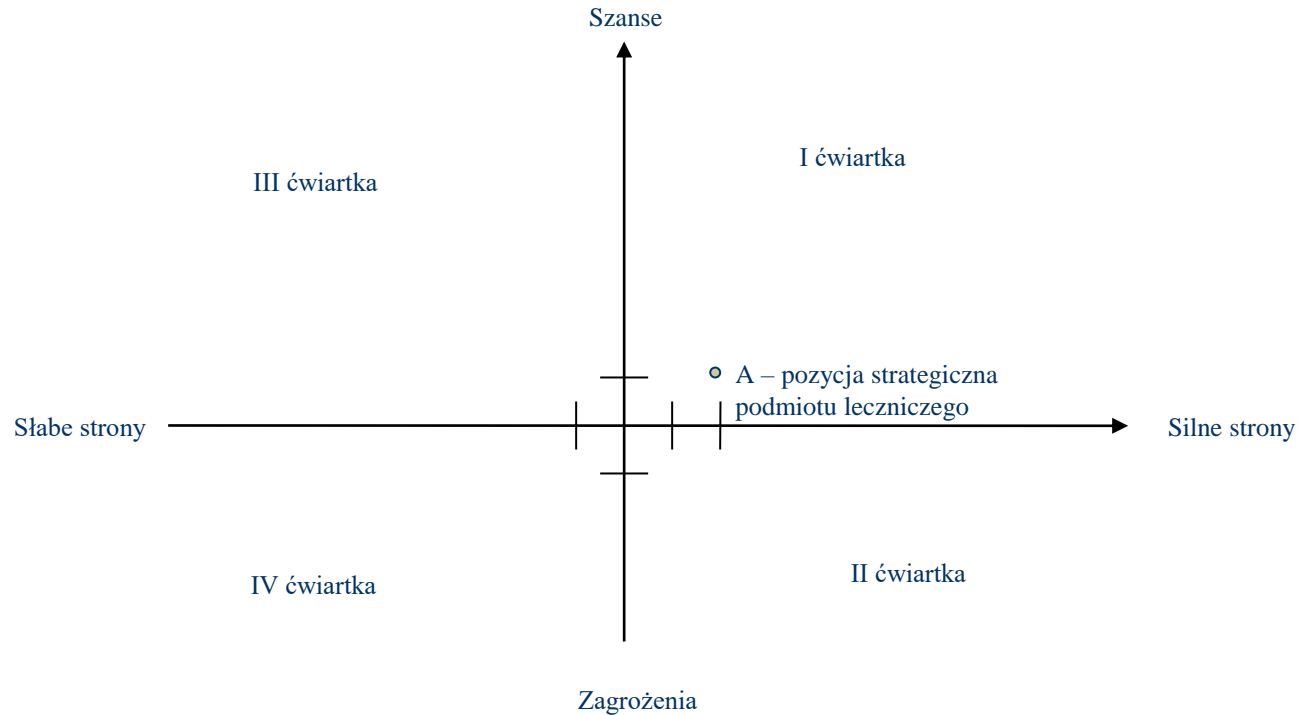 Szanse
I ćwiartka
III ćwiartka
A – pozycja strategiczna
podmiotu leczniczego
Słabe strony
Silne strony
IV ćwiartka
II ćwiartka
Zagrożenia